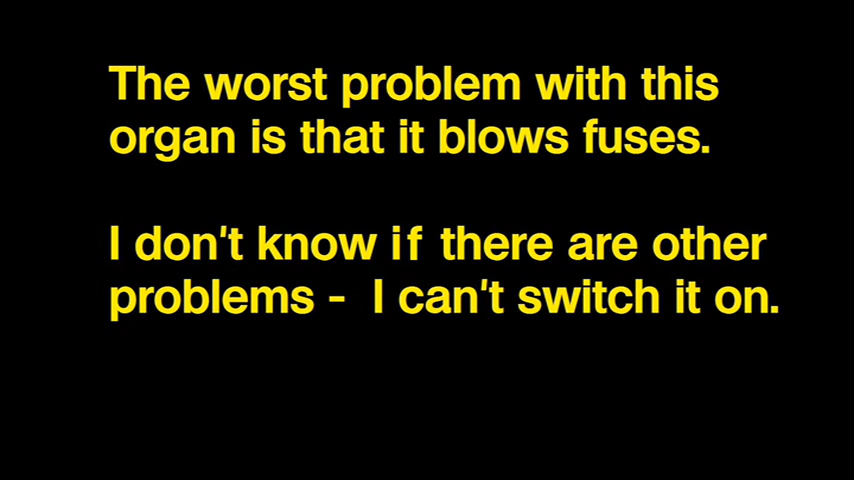 The worst problem with this
organ is that it blows fuses.
I don't know if there are other
problems - I can't switch it on.